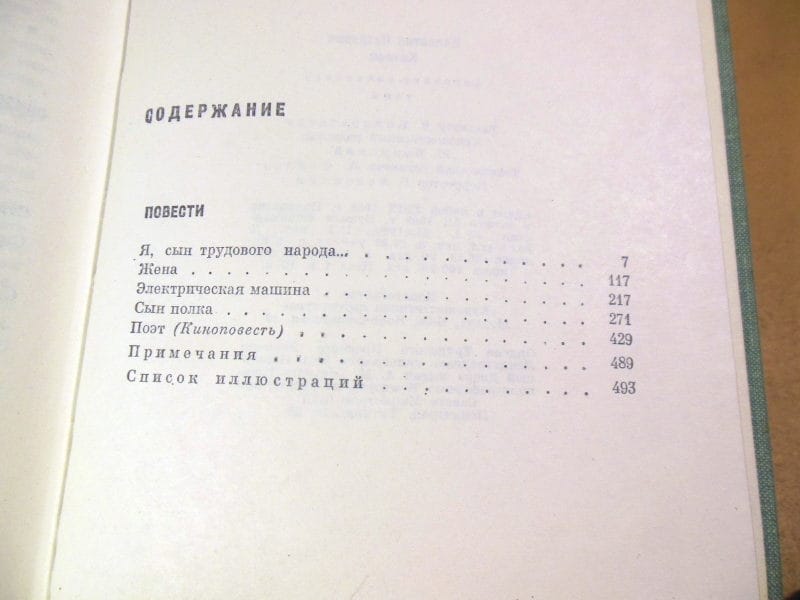 СОДЕРЖАНИЕ
ПОВЕСТИ
Я, сын трудового народа... . . . . . . . . . . . . . 7
Жена . . . . . . . . . . . . . . . . . . . . . . 117
Электрическая машина . . . . . . . . . . . . . . . 217
Сын полка . . . . . . . . . . . . . . . . . . . . 271
Поэт (Киноповесть) . . . . . . . . . . . . . . . . 429
Примечания . . . . . . . . . . . . . . . . . . 489
Список иллюстраций . . . . . . . . . . . . 493